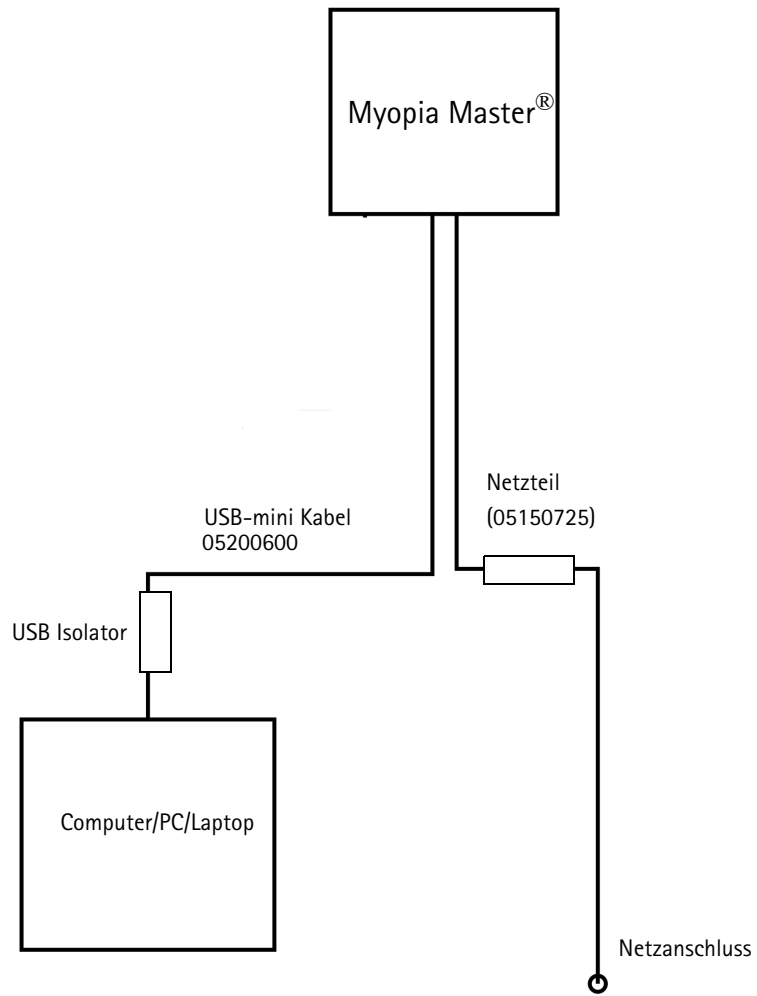 Myopia Master®
Netzteil
(05150725)
USB-mini Kabel
05200600
USB Isolator
Computer/PC/Laptop
Netzanschluss